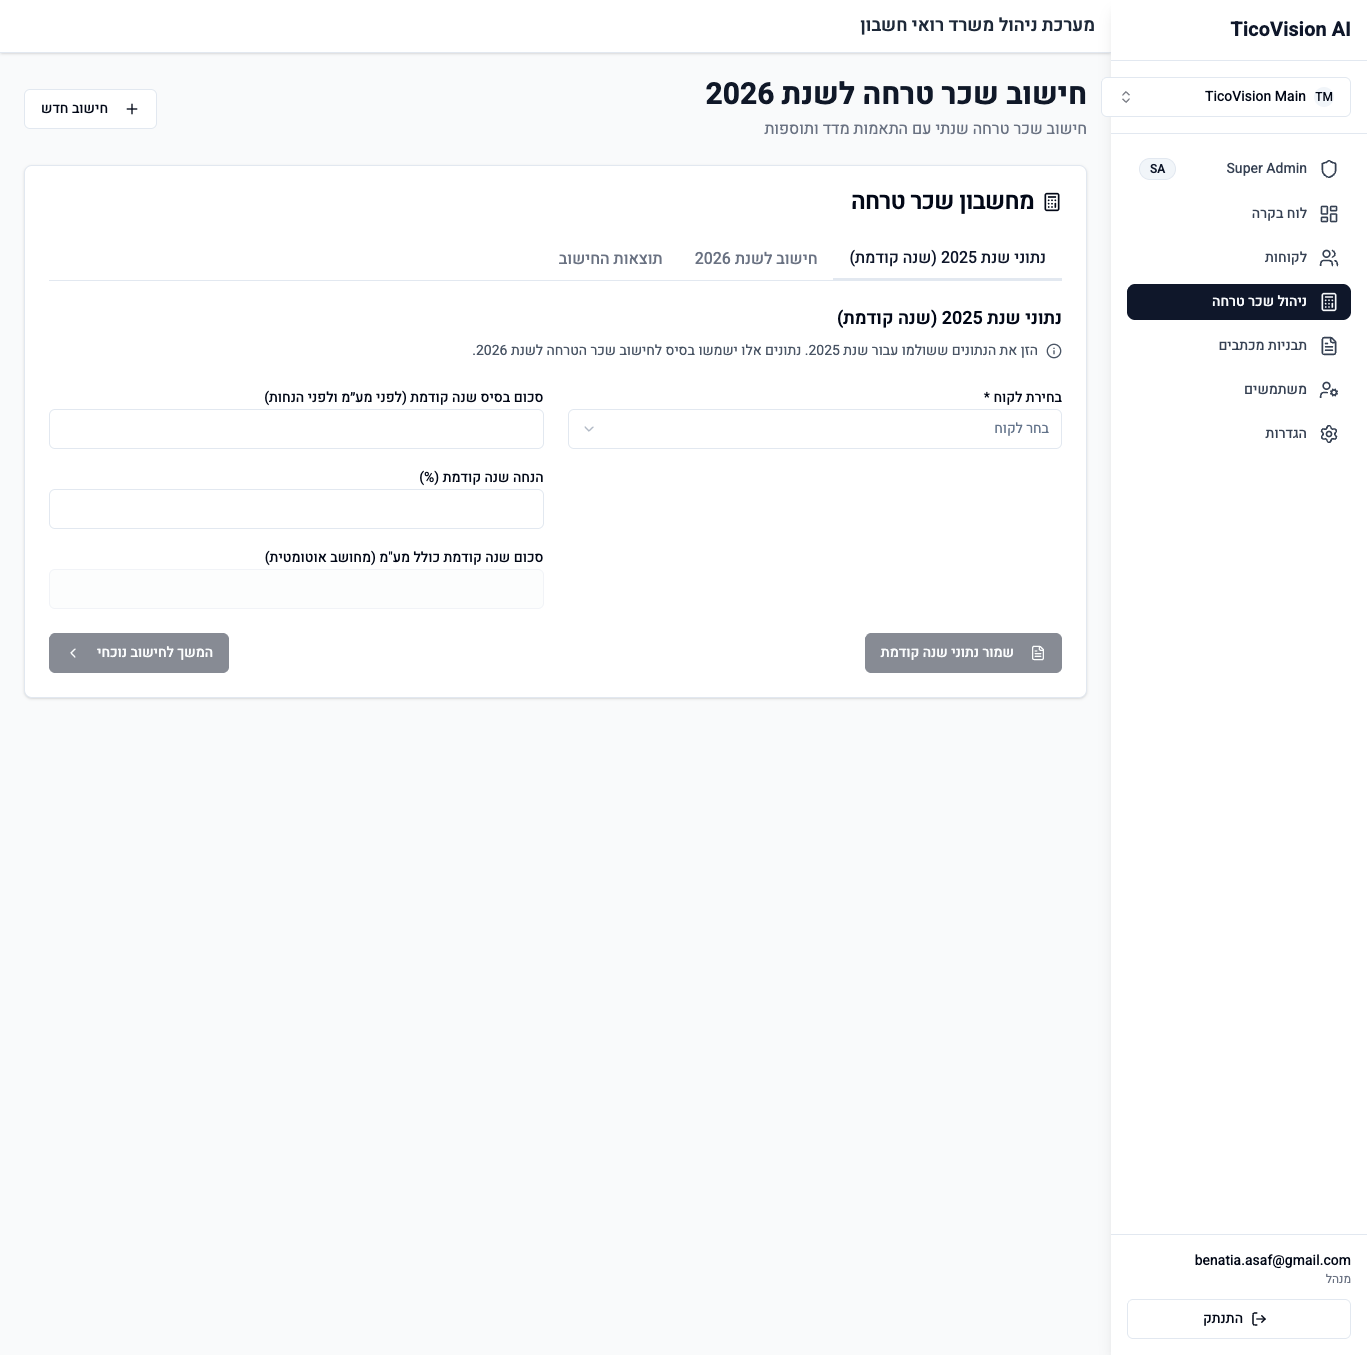 TicoVision AI
TM TicoVision Main
Super Admin SA
לוח בקרה
לקוחות
ניהול שכר טרחה
תבניות מכתבים
משתמשים
הגדרות
benatia.asaf@gmail.com
מנהל
התנתק
מערכת ניהול משרד רואי חשבון
חישוב שכר טרחה לשנת 2026
חישוב שכר טרחה שנתי עם התאמות מדד ותוספות
חישוב חדש
מחשבון שכר טרחה
נתוני שנת 2025 (שנה קודמת) חישוב לשנת 2026 תוצאות החישוב
נתוני שנת 2025 (שנה קודמת)
הזן את הנתונים ששולמו עבור שנת 2025. נתונים אלו ישמשו בסיס לחישוב שכר הטרחה לשנת 2026.
בחירת לקוח *
בחר לקוח
סכום בסיס שנה קודמת (לפני מע״מ ולפני הנחות)
הנחה שנה קודמת (%)
סכום שנה קודמת כולל מע"מ (מחושב אוטומטית)
שמור נתוני שנה קודמת
המשך לחישוב נוכחי